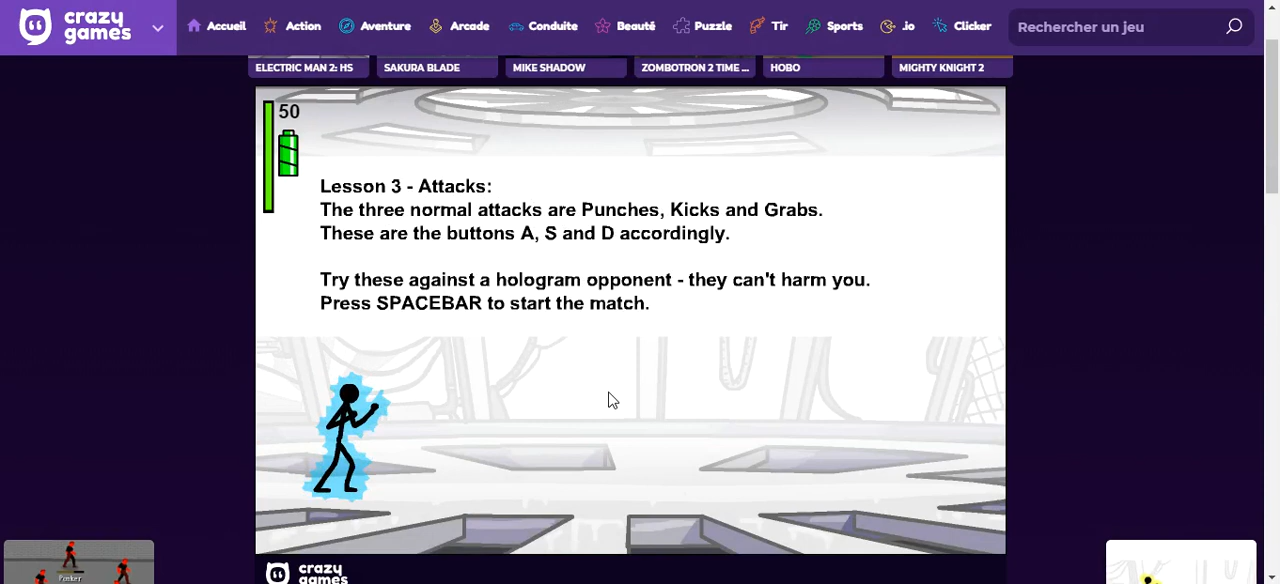 crazy games
Accueil
Action
Aventure
Arcade
Conduite
Beauté
Puzzle
Tir
Sports
.io
Clicker
Rechercher un jeu
ELECTRIC MAN 2: HS
SAKURA BLADE
MIKE SHADOW
ZOMBOTRON 2 TIME ...
HOBO
MIGHTY KNIGHT 2
50
Lesson 3 - Attacks:
The three normal attacks are Punches, Kicks and Grabs.
These are the buttons A, S and D accordingly.
Try these against a hologram opponent - they can't harm you.
Press SPACEBAR to start the match.
crazy games